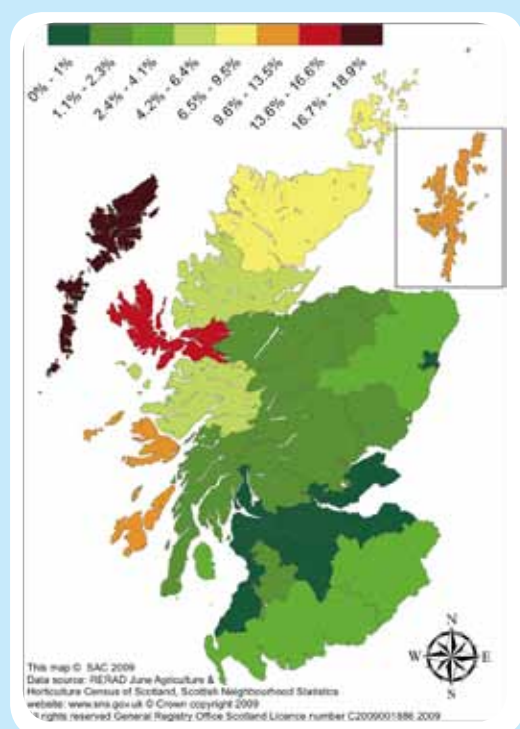 0% - 1%
1.1% - 2.3%
2.4% - 4.1%
4.2% - 6.4%
6.5% - 9.5%
9.6% - 13.5%
13.6% - 16.6%
16.7% - 18.9%
N
W E
S
This map © SAC 2009
Data source: RERAD June Agriculture &
Horticulture Census of Scotland, Scottish Neighbourhood Statistics
website: www.sns.gov.uk © Crown copyright 2009
All rights reserved General Registry Office Scotland Licence number C2009001886 2009